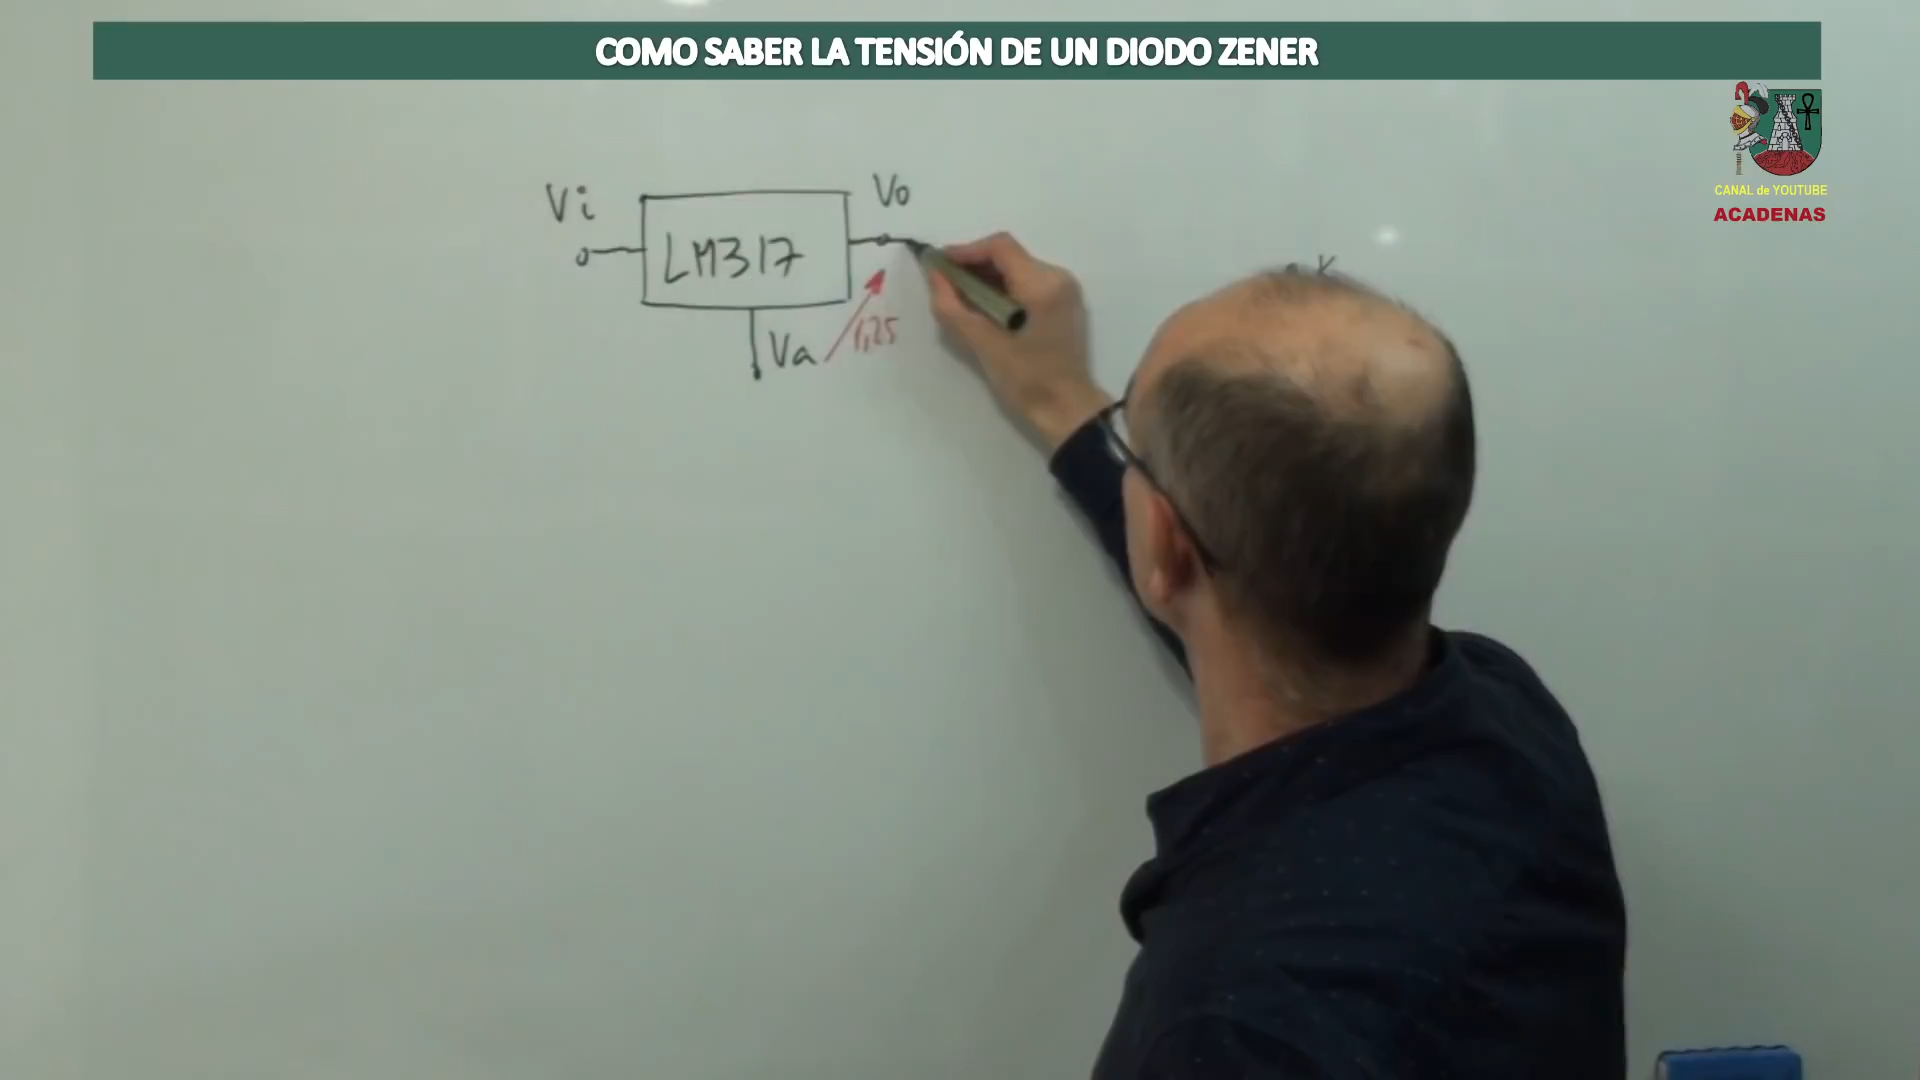 COMO SABER LA TENSIÓN DE UN DIODO ZENER
CANAL de YOUTUBE
ACADENAS
Vi
Vo
LM317
Va
1,25
K